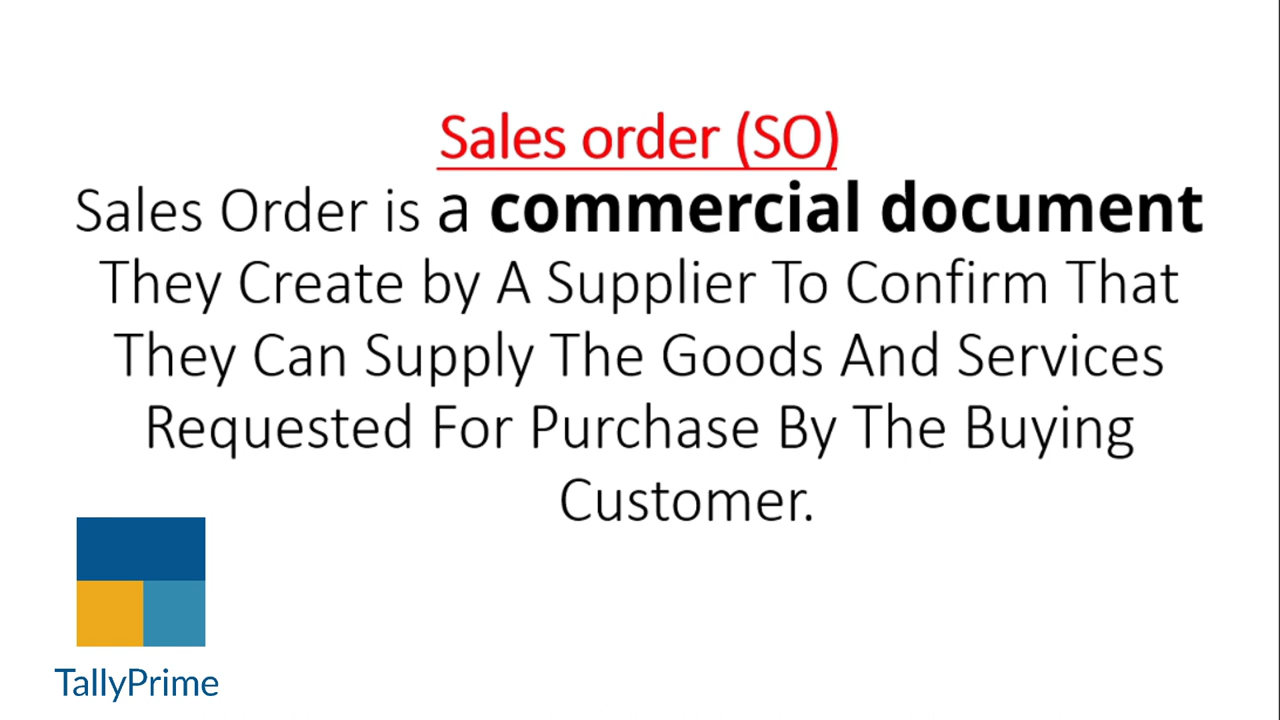 Sales order (SO)
Sales Order is a commercial document
They Create by A Supplier To Confirm That
They Can Supply The Goods And Services
Requested For Purchase By The Buying
Customer.
TallyPrime